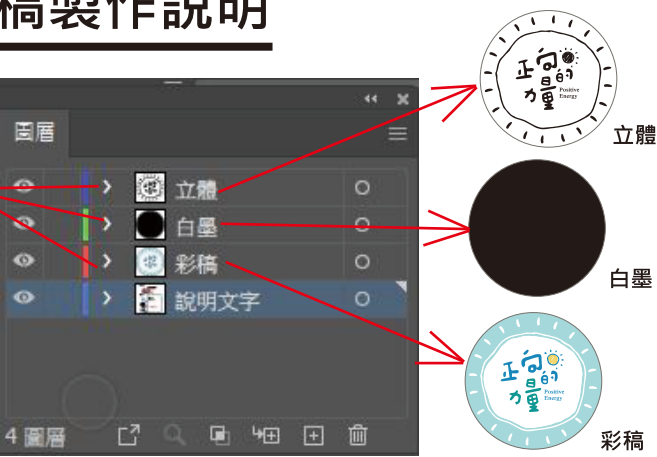 稿製作說明
圖層
立體
白墨
彩稿
說明文字
4 圖層
正向的
力量
Positive
Energy
立體
白墨
正向的
力量
Positive
Energy
彩稿